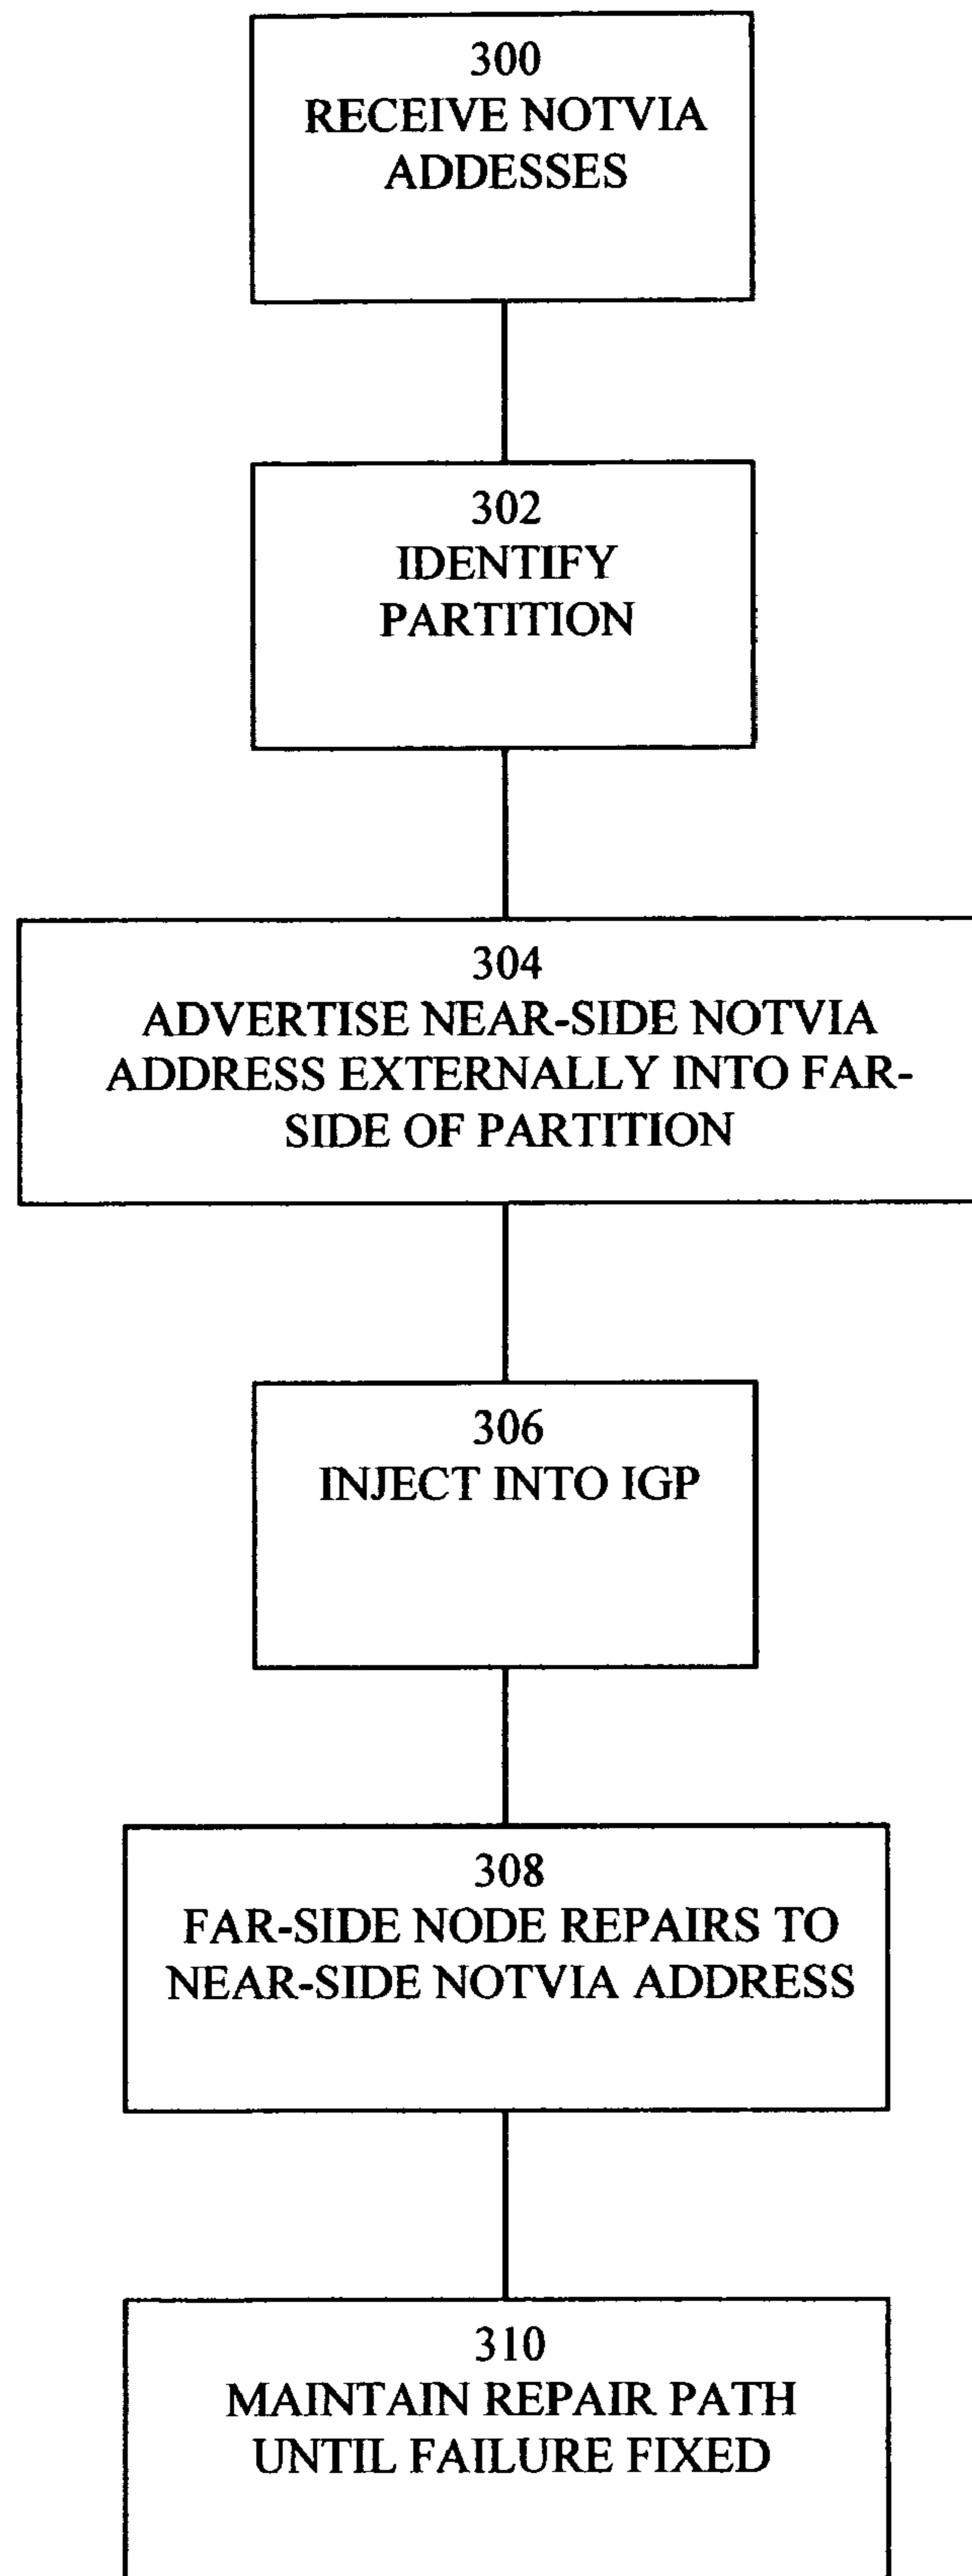 300
RECEIVE NOTVIA
ADDESSES
302
IDENTIFY
PARTITION
304
ADVERTISE NEAR-SIDE NOTVIA
ADDRESS EXTERNALLY INTO FAR-
SIDE OF PARTITION
306
INJECT INTO IGP
308
FAR-SIDE NODE REPAIRS TO
NEAR-SIDE NOTVIA ADDRESS
310
MAINTAIN REPAIR PATH
UNTIL FAILURE FIXED